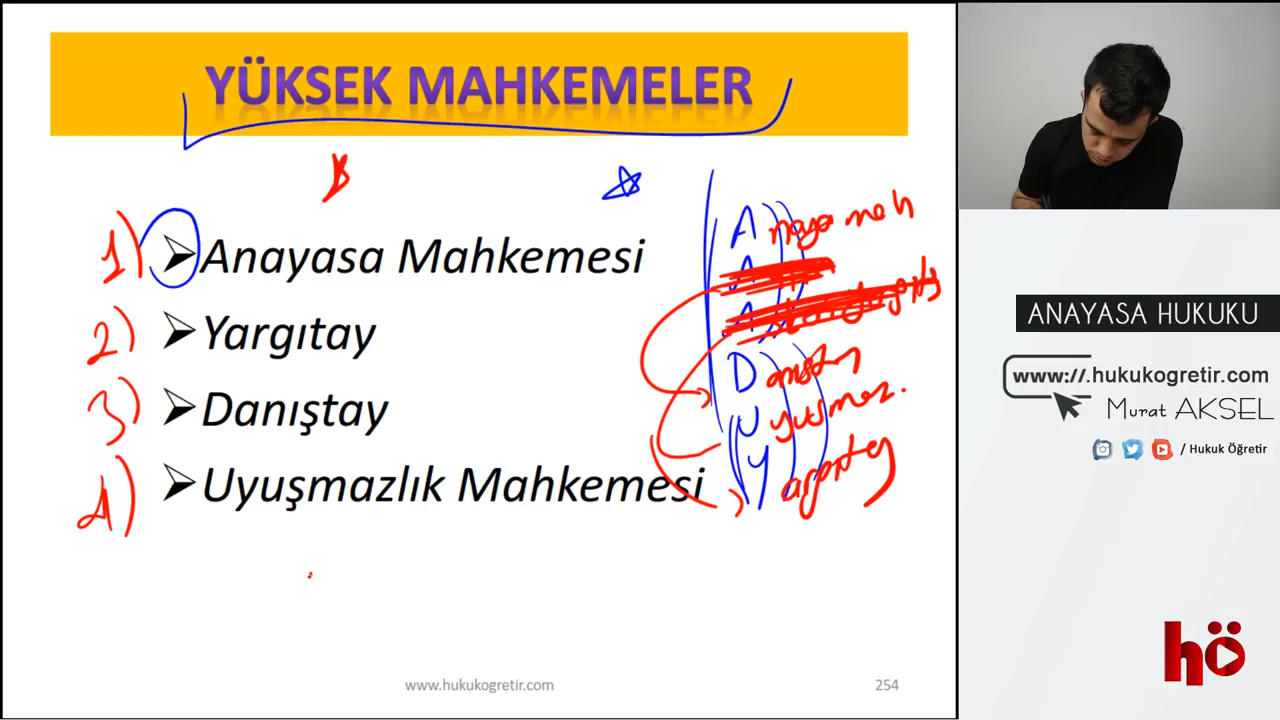 YÜKSEK MAHKEMELER
1) Anayasa Mahkemesi
2) Yargıtay
3) Danıştay
4) Uyuşmazlık Mahkemesi
A
D
U
Y
www.hukukogretir.com
254
ANAYASA HUKUKU
www://.hukukogretir.com
Murat AKSEL
/ Hukuk Öğretir
hö